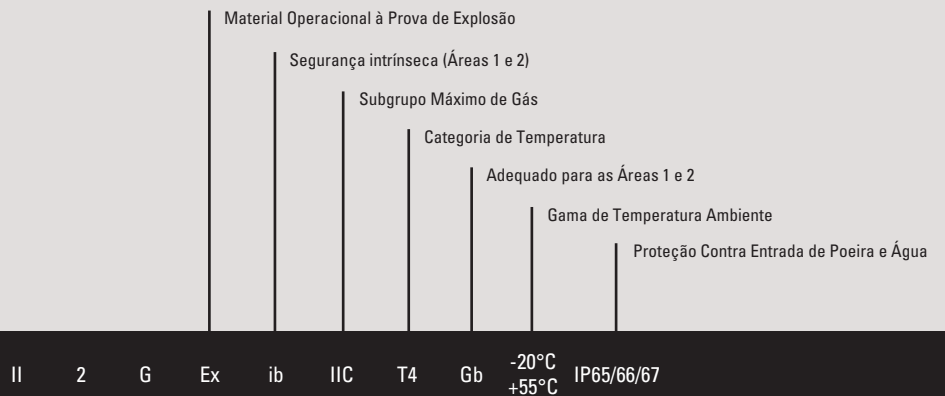 Material Operacional à Prova de Explosão
Segurança intrínseca (Áreas 1 e 2)
Subgrupo Máximo de Gás
Categoria de Temperatura
Adequado para as Áreas 1 e 2
Gama de Temperatura Ambiente
Proteção Contra Entrada de Poeira e Água
II 2 G Ex ib IIC T4 Gb -20°C +55°C IP65/66/67